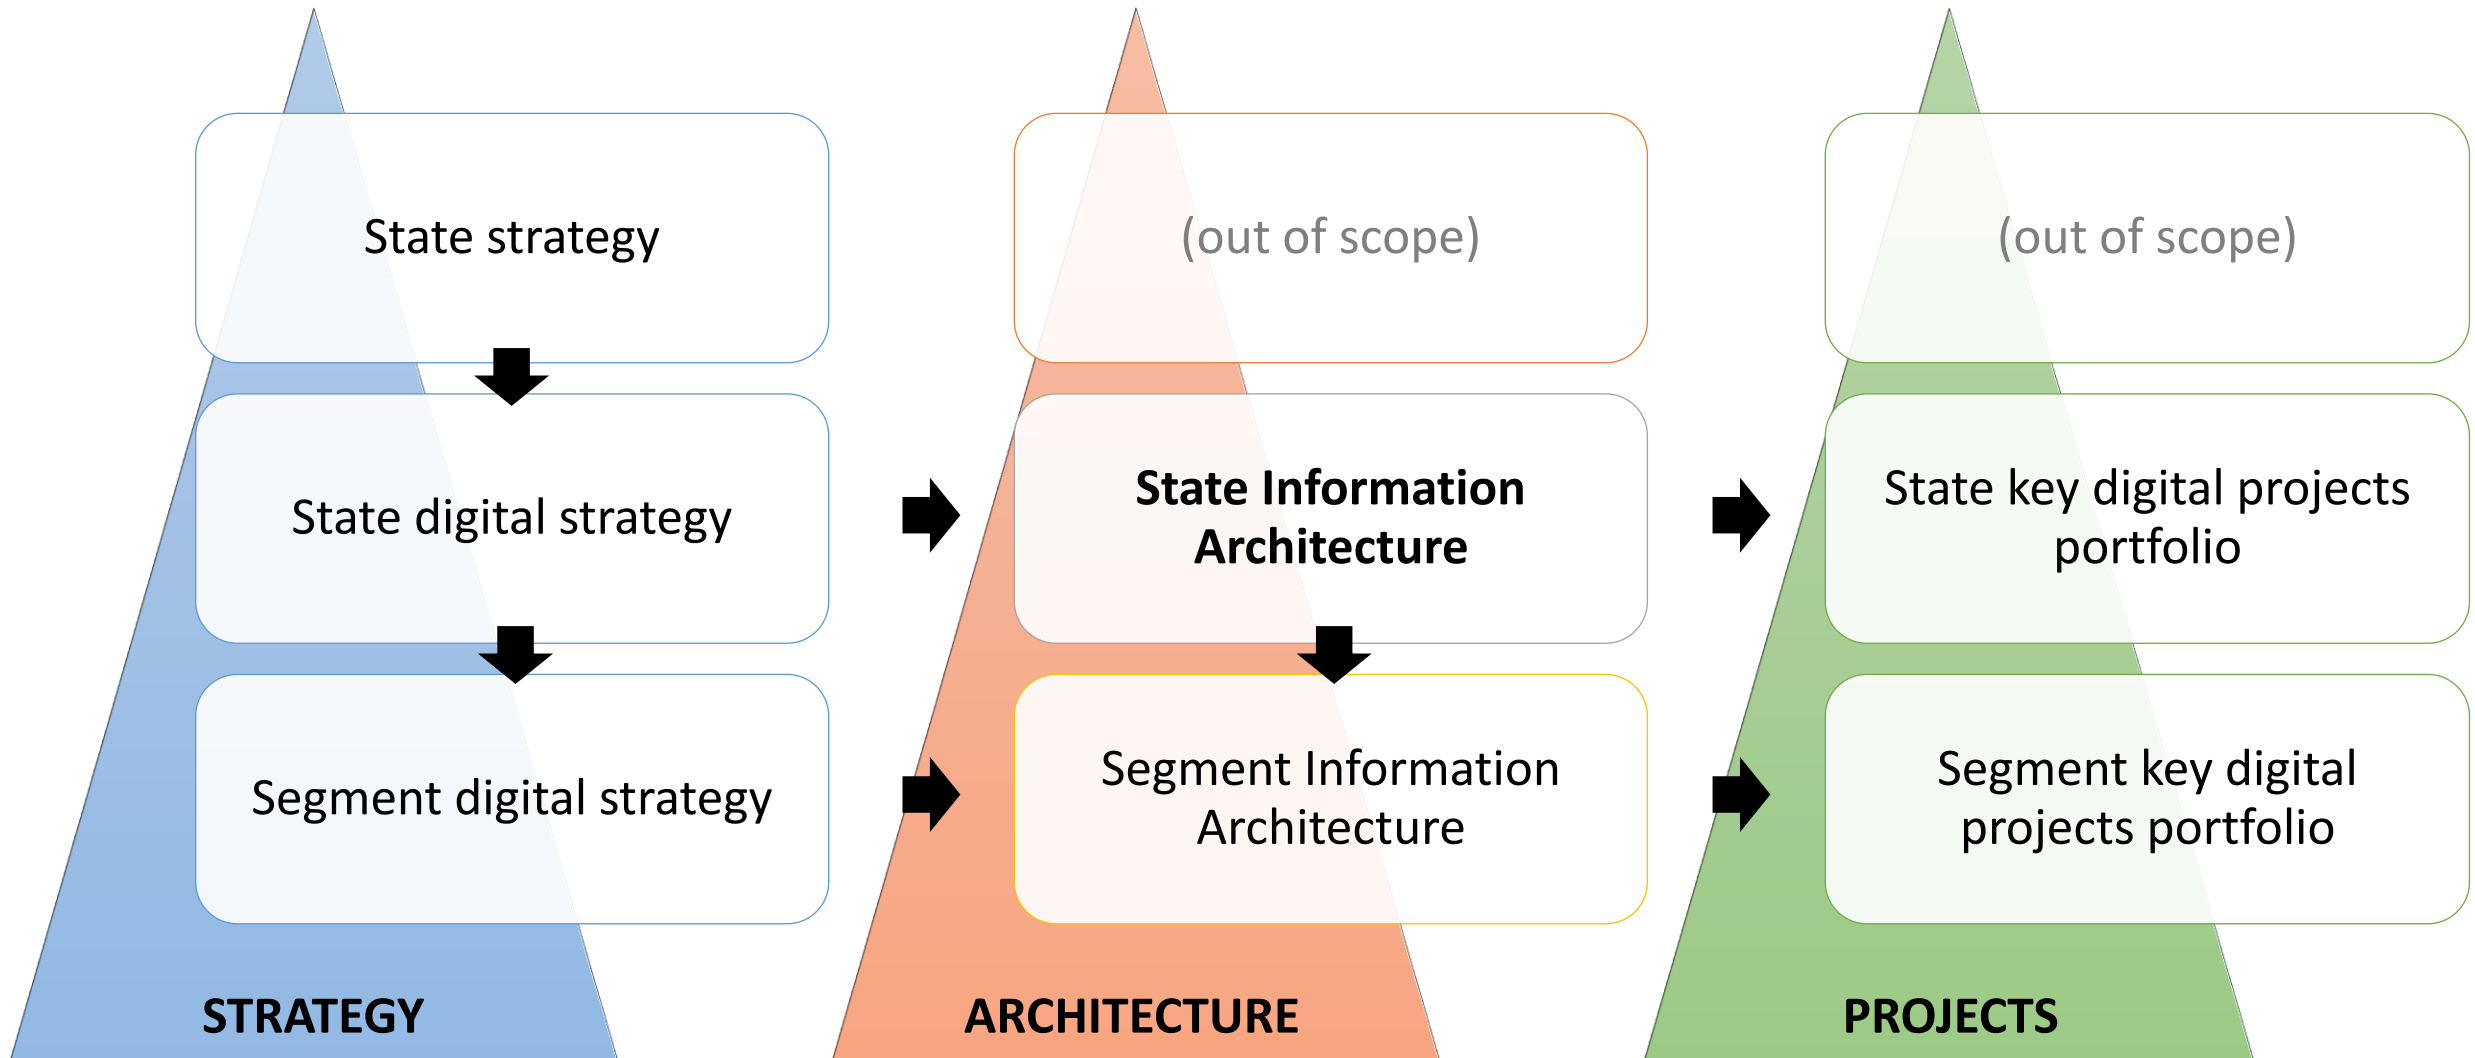 State strategy
State digital strategy
Segment digital strategy
STRATEGY
(out of scope)
State Information
Architecture
Segment Information
Architecture
ARCHITECTURE
(out of scope)
State key digital projects
portfolio
Segment key digital
projects portfolio
PROJECTS